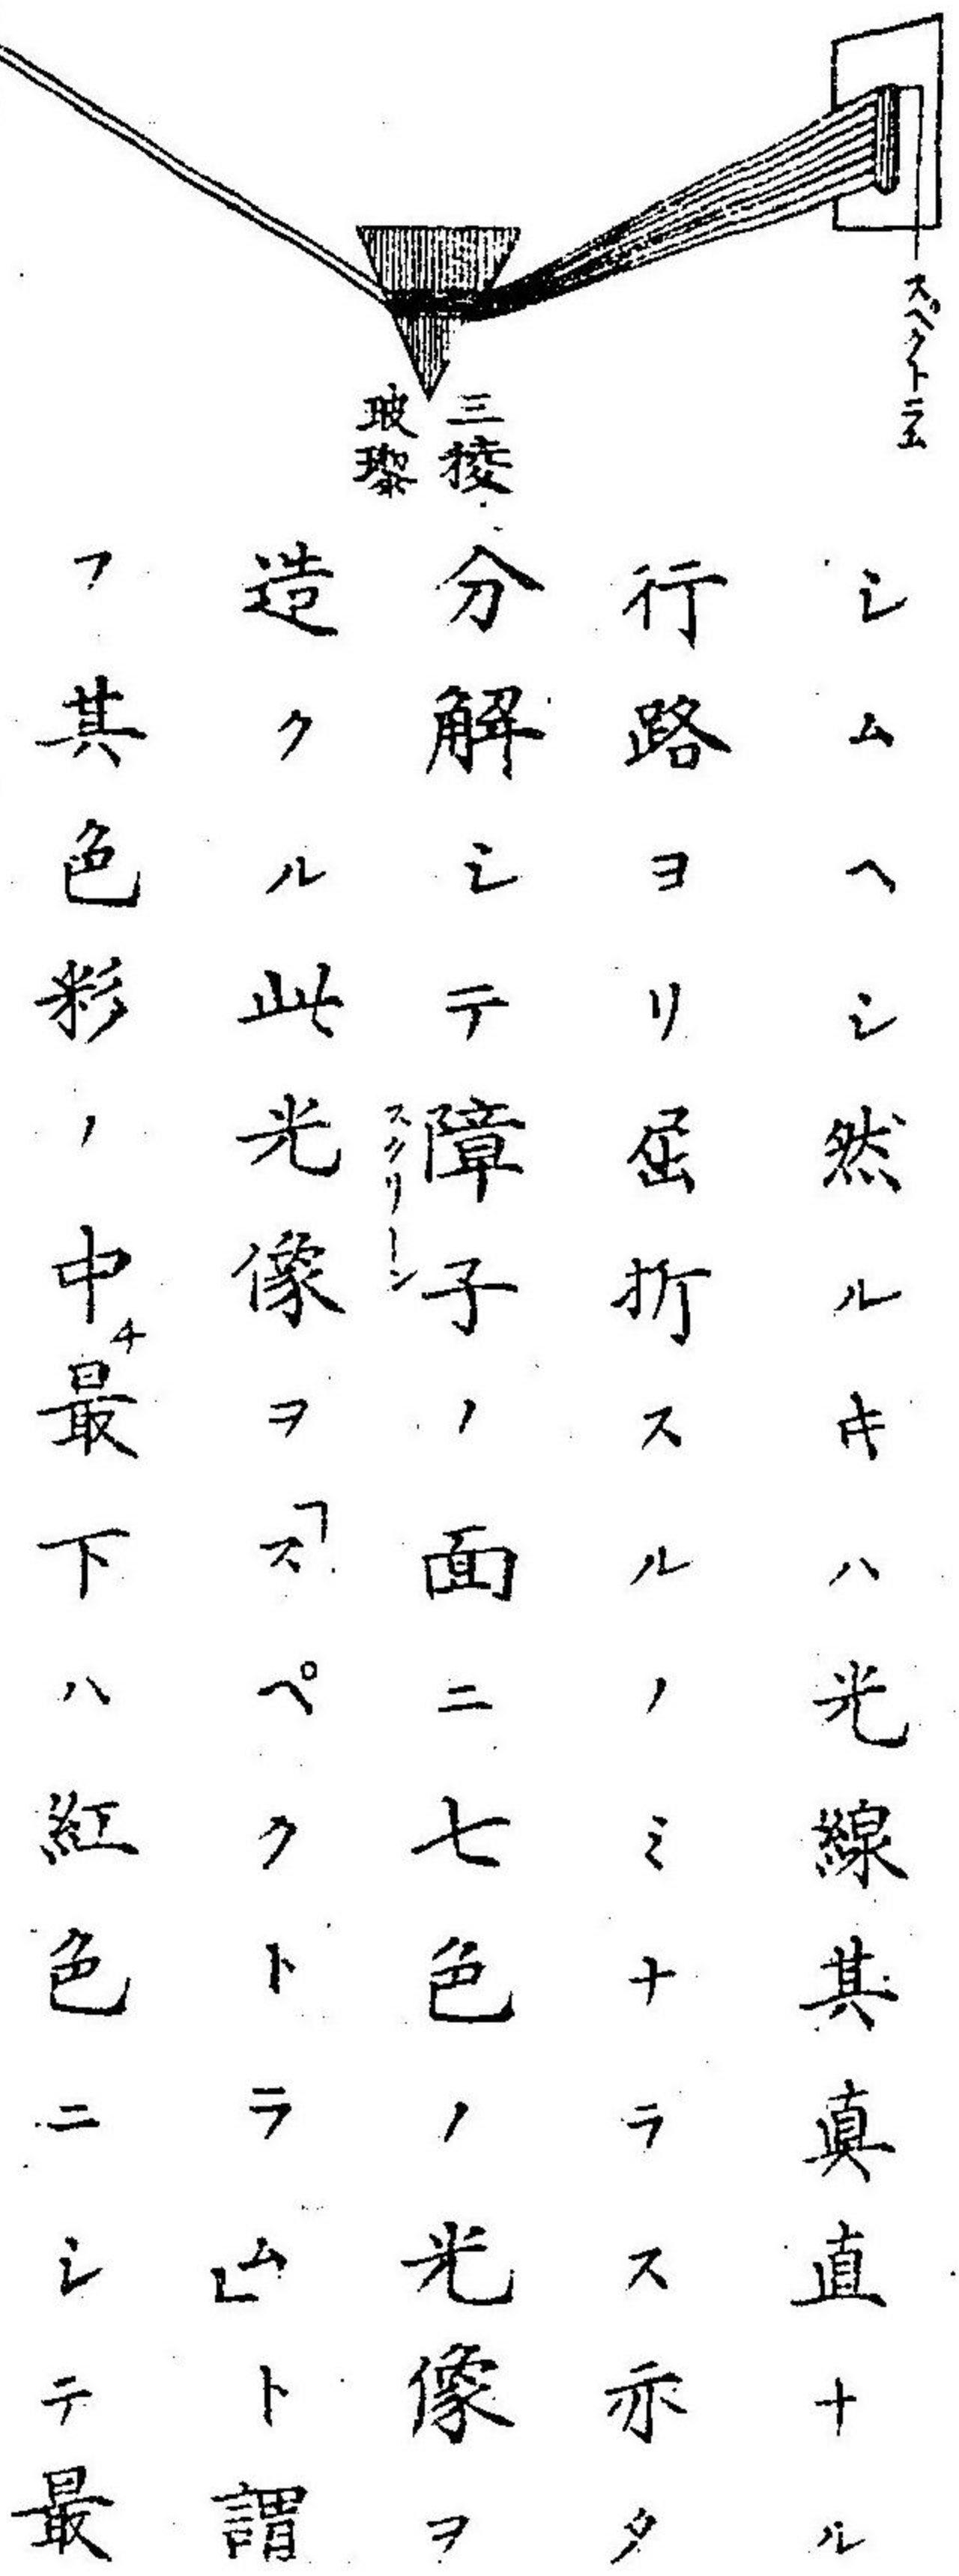 スペクトラム
三稜
玻瓈
シムヘシ然ルキハ光線其真直ナル
行路ヨリ屈折スルノミナラス亦タ
分解シテ障子ノ面ニ七色ノ光像ヲ
スクリーン
造クル此光像ヲ「スペクトラム」ト謂
フ其色彩ノ中チ最下ハ紅色ニシテ最